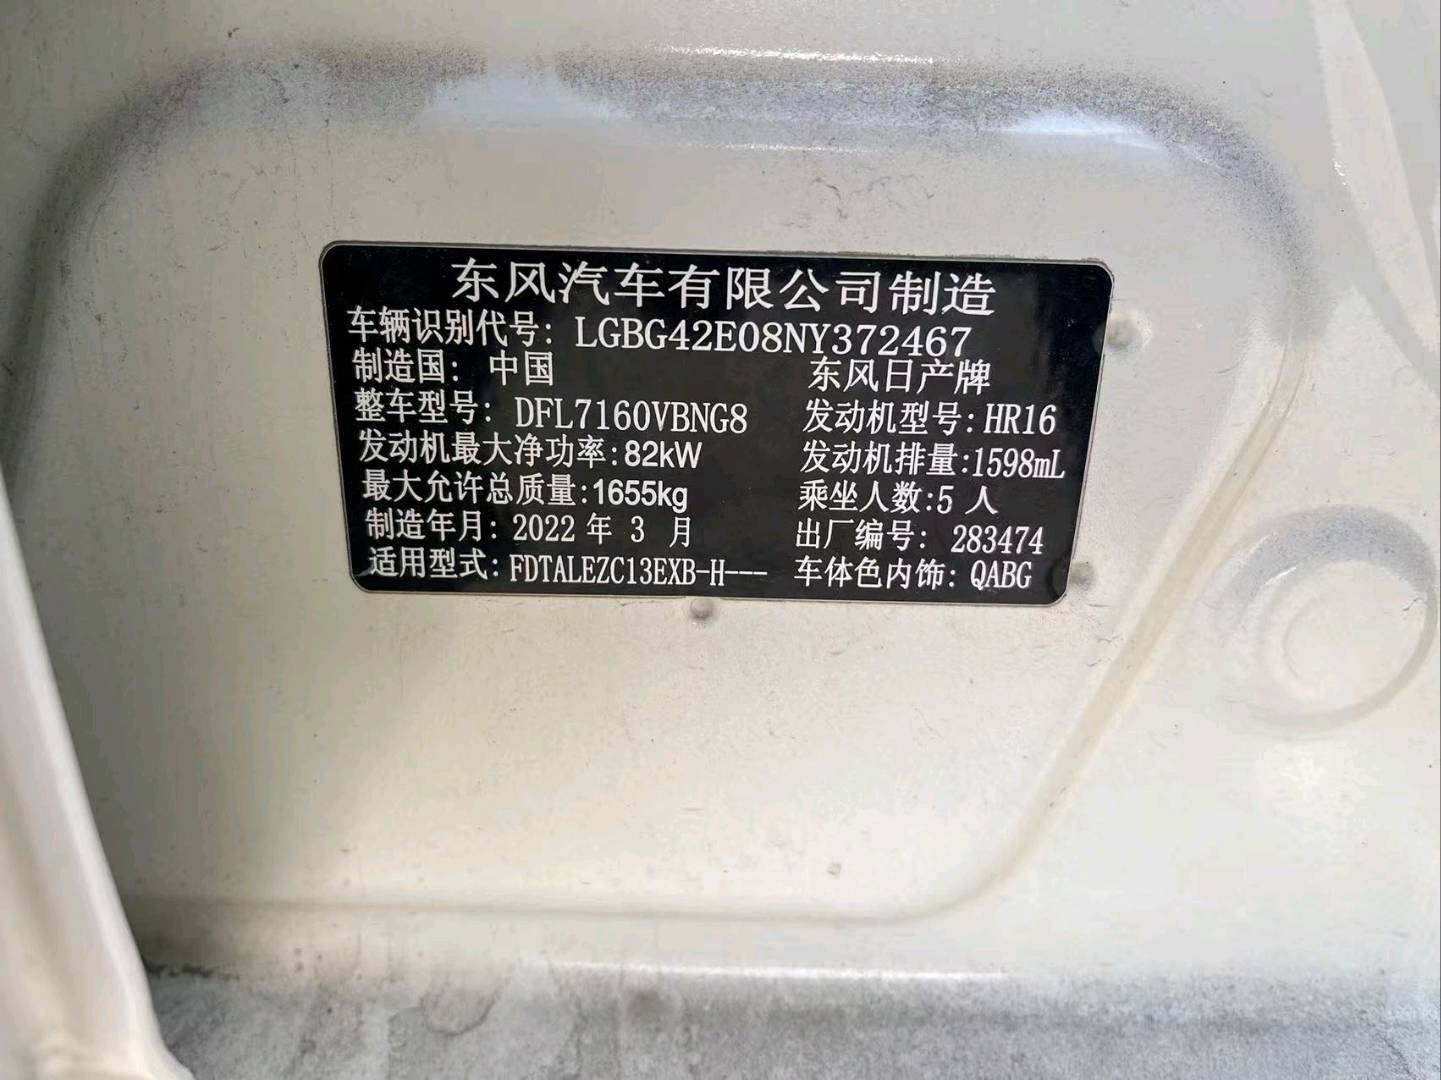 东风汽车有限公司制造
车辆识别代号: LGBG42E08NY372467
制造国: 中国 东风日产牌
整车型号: DFL7160VBNG8 发动机型号: HR16
发动机最大净功率:82kW 发动机排量:1598mL
最大允许总质量:1655kg 乘坐人数:5 人
制造年月: 2022 年 3 月 出厂编号: 283474
适用型式: FDTALEZC13EXB-H--- 车体色内饰: QABG